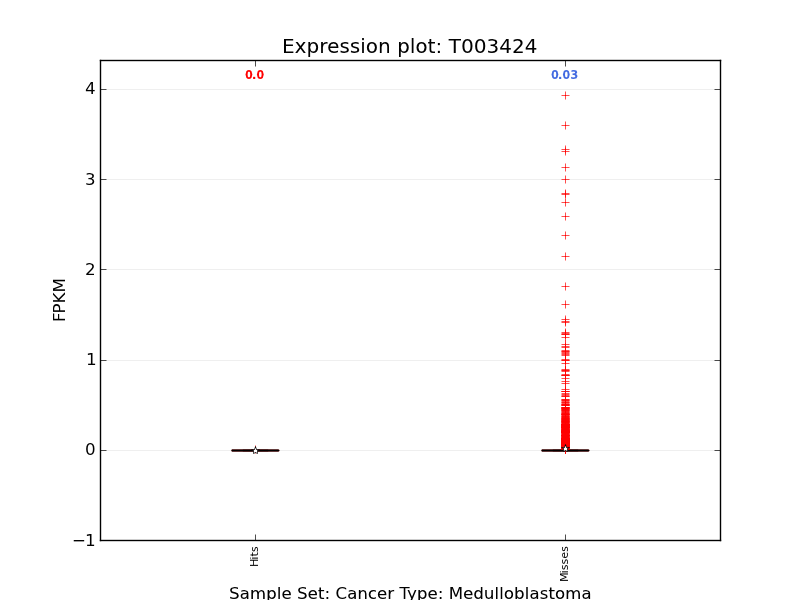 Expression plot: T003424
0.0 0.03
4
3
2
1
0
−1
FPKM
Hits
Misses
Sample Set: Cancer Type: Medulloblastoma